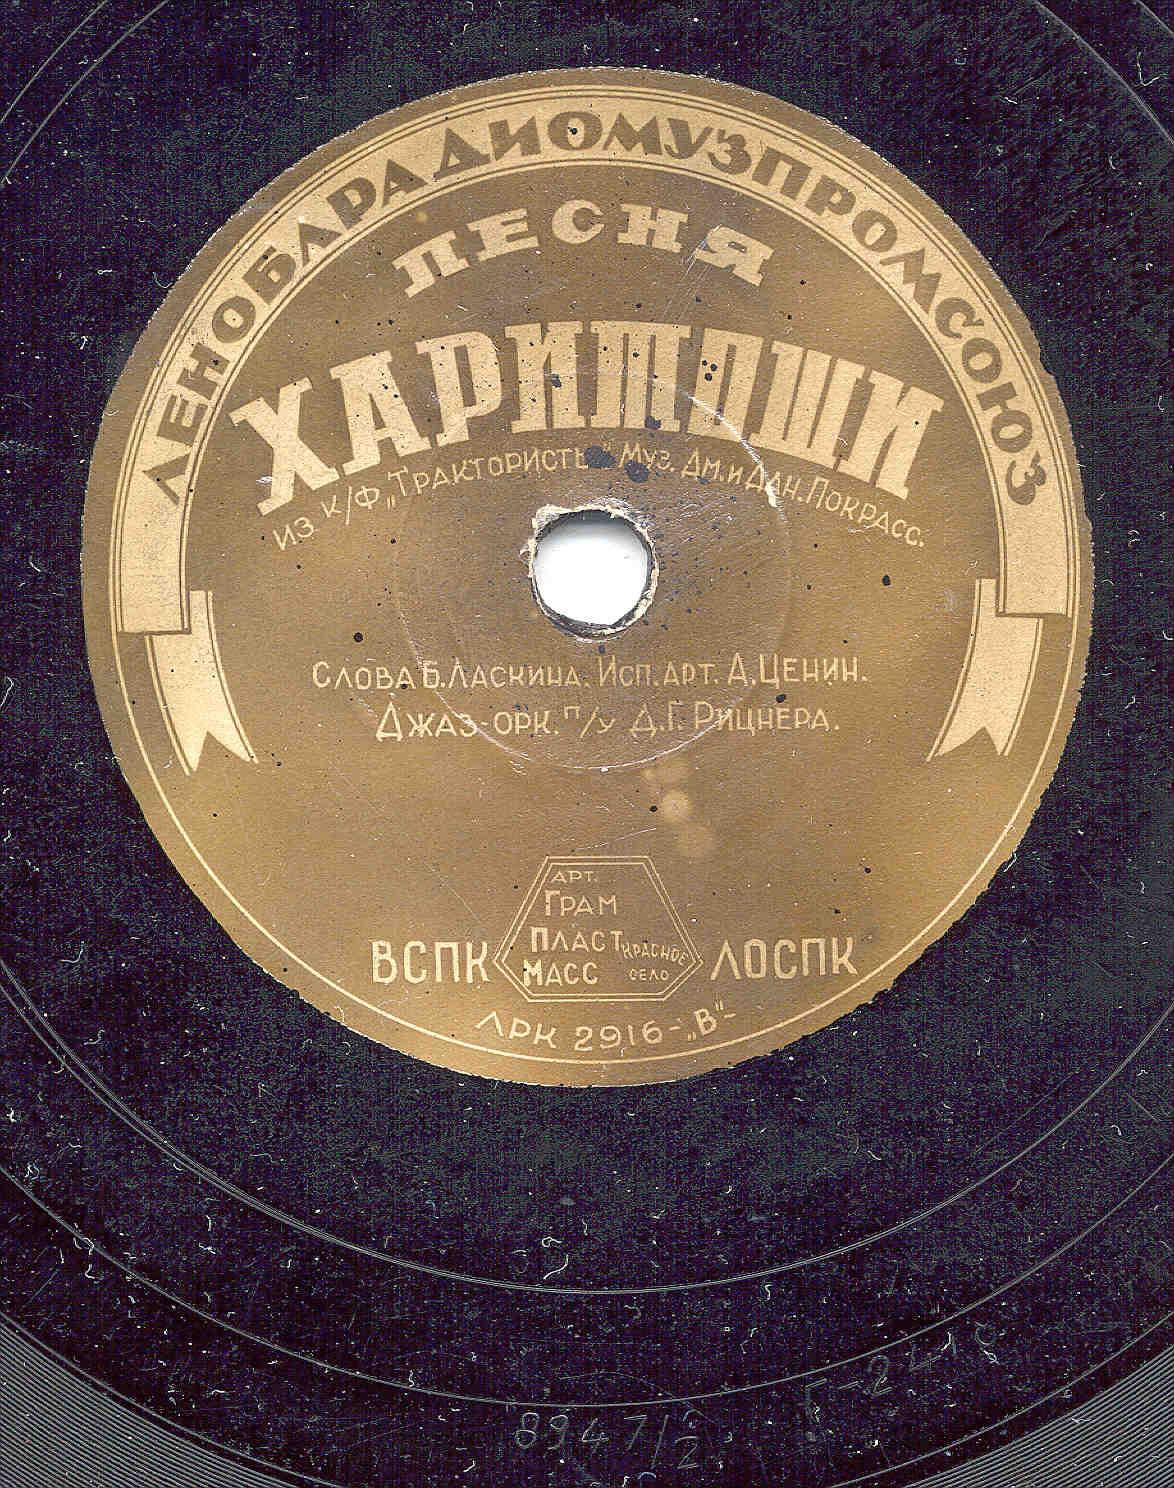 ЛЕНОБЛРАДИОМУЗПРОМСОЮЗ
ПЕСНЯ
ХАРИТОШИ
ИЗ К/Ф „ТРАКТОРИСТЫ" МУЗ. ДМ. И ДАН. ПОКРАСС.
СЛОВА Б. ЛАСКИНА. ИСП. АРТ. А. ЦЕНИН.
ДЖАЗ-ОРК. П/У Д.Г. РИЦНЕРА.
АРТ.
ГРАМ
ПЛАСТ
МАСС
КРАСНОЕ
СЕЛО
ВСПК
ЛОСПК
ЛРК 2916-„В"-
8947/2